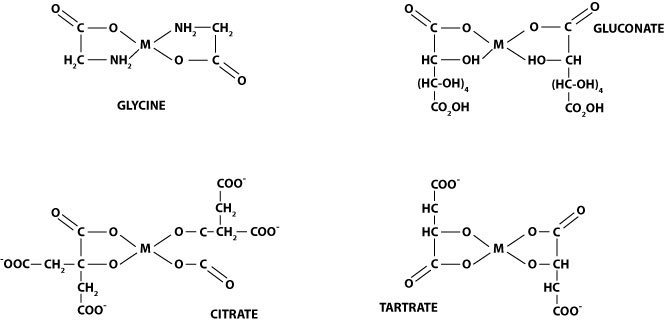 O
C—O NH₂—CH₂
M
H₂C—NH₂ O—C
O
GLYCINE
O O
C—O O—C
GLUCONATE
M
HC—OH HO—CH
(HC-OH)₄ (HC-OH)₄
CO₂OH CO₂OH
COO⁻
CH₂
O
C—O O—C—CH₂—COO⁻
M
⁻OOC—CH₂—C—O O—C
O
CH₂
COO⁻
CITRATE
COO⁻
HC O
HC—O O—C
M
C—O O—CH
O HC
COO⁻
TARTRATE